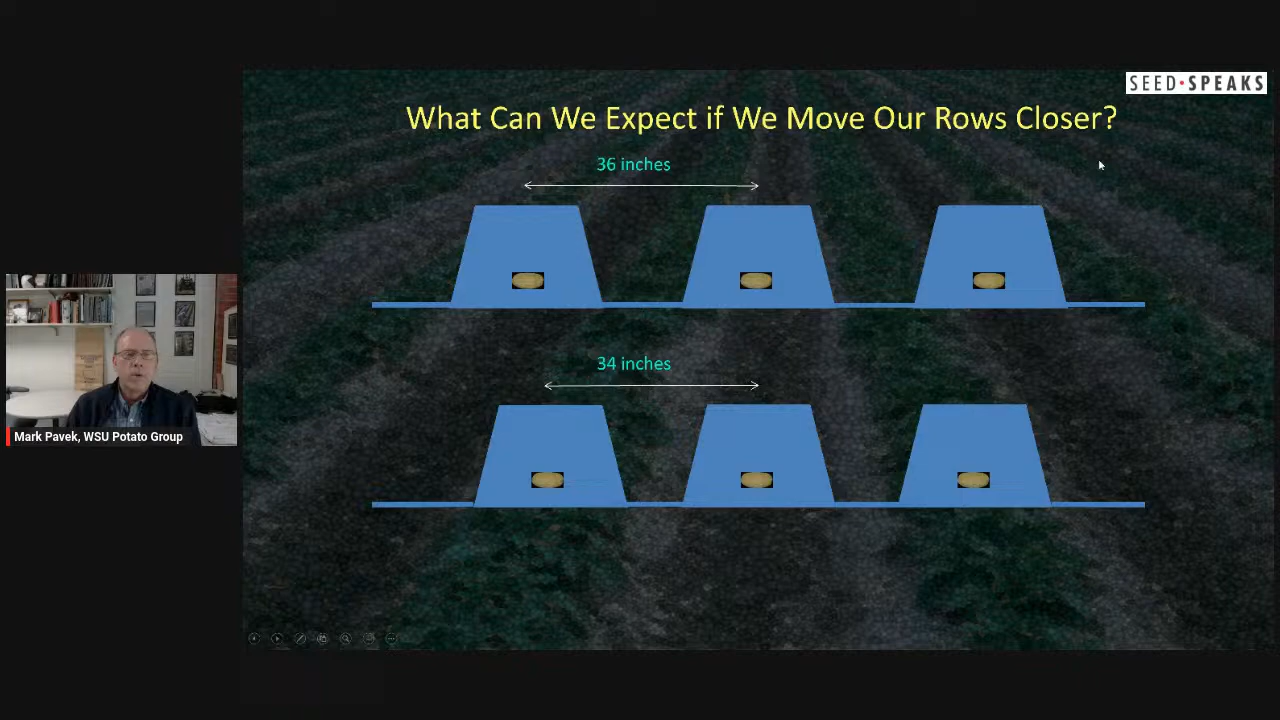 SEED·SPEAKS
What Can We Expect if We Move Our Rows Closer?
36 inches
34 inches
Mark Pavek, WSU Potato Group